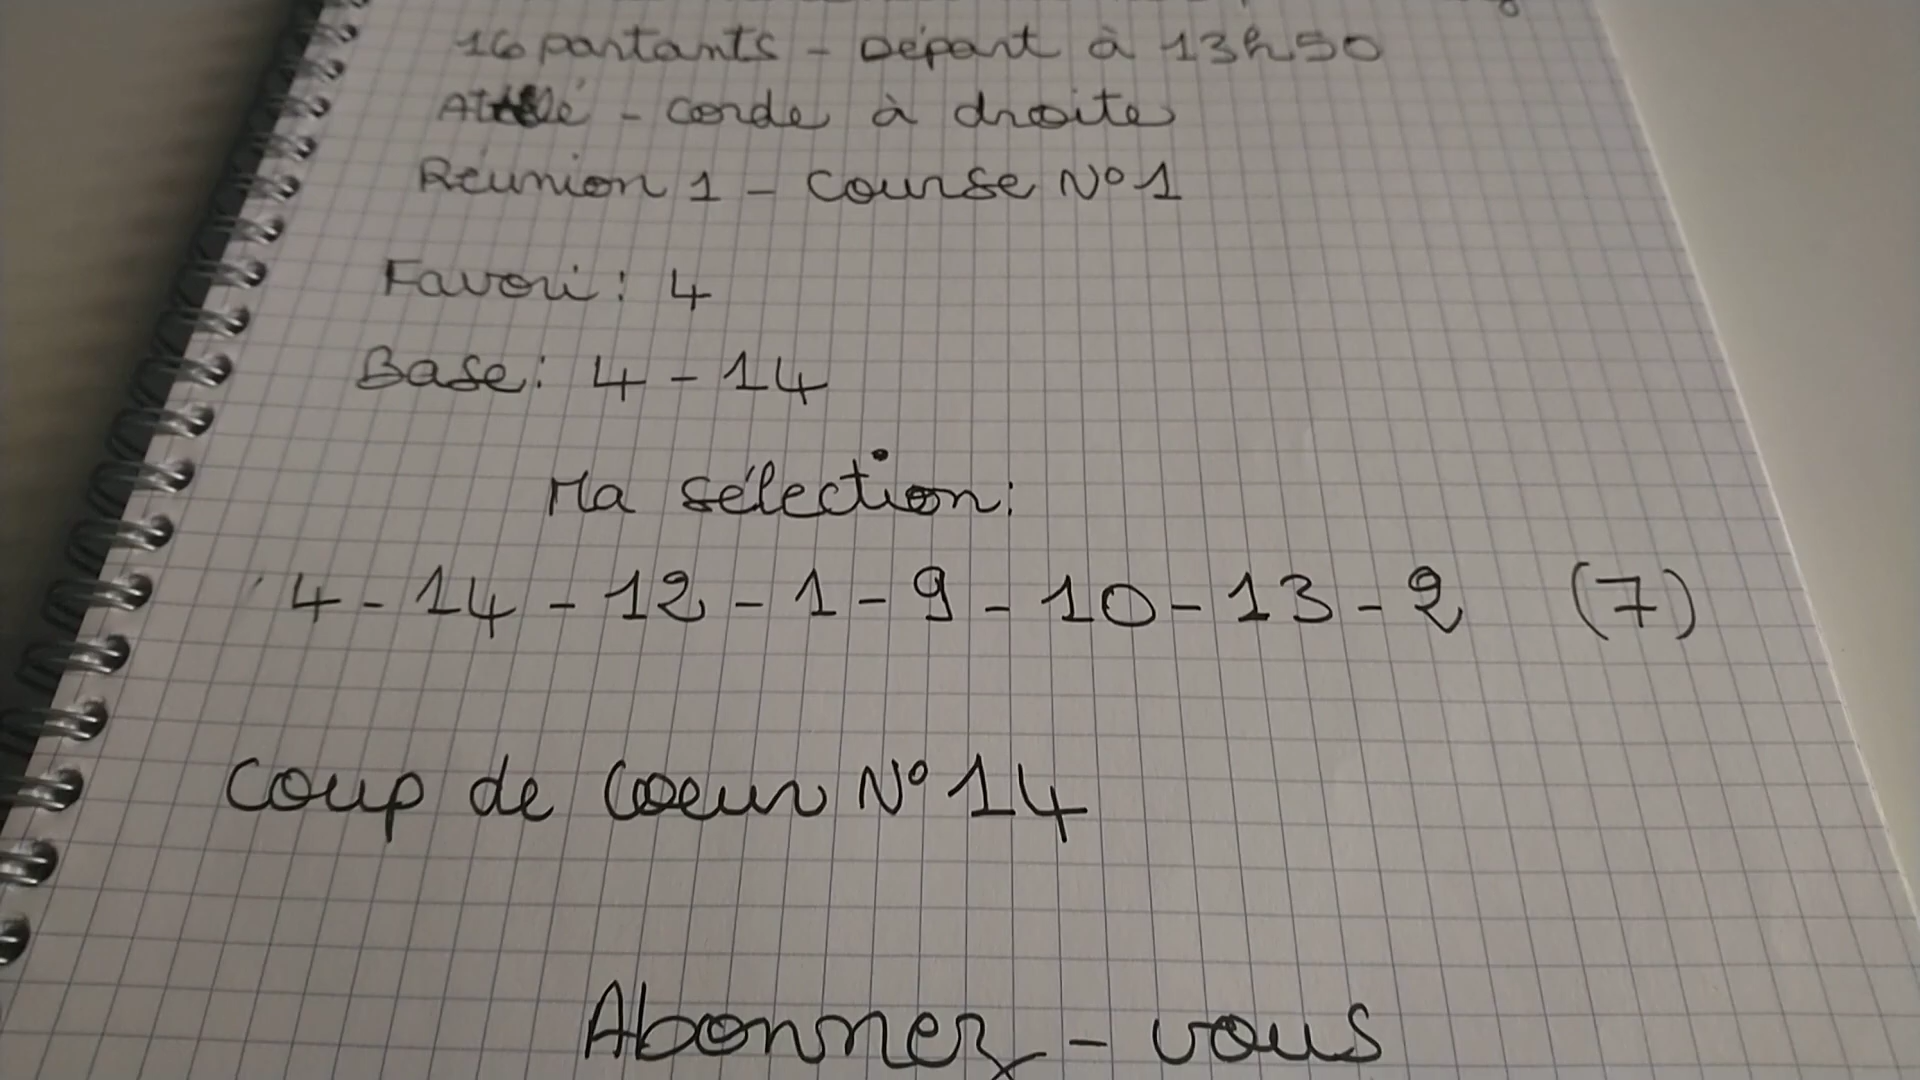 16 partants - Départ à 13h50
Attelé - corde à droite
Réunion 1 - Course N° 1
Favori : 4
Base : 4 - 14
Ma sélection :
4 - 14 - 12 - 1 - 9 - 10 - 13 - 2 (7)
Coup de Coeur N° 14
Abonnez - vous